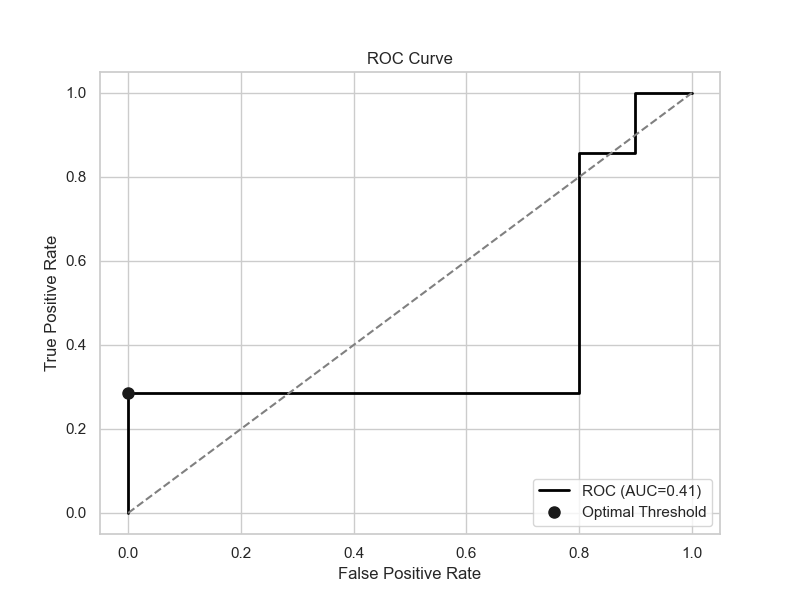 ROC Curve
True Positive Rate
1.0
0.8
0.6
0.4
0.2
0.0
0.0 0.2 0.4 0.6 0.8 1.0
False Positive Rate
ROC (AUC=0.41)
Optimal Threshold